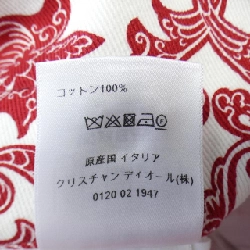 コットン100%
原産国 イタリア
クリスチャン ディオール(株)
0120 02 1947